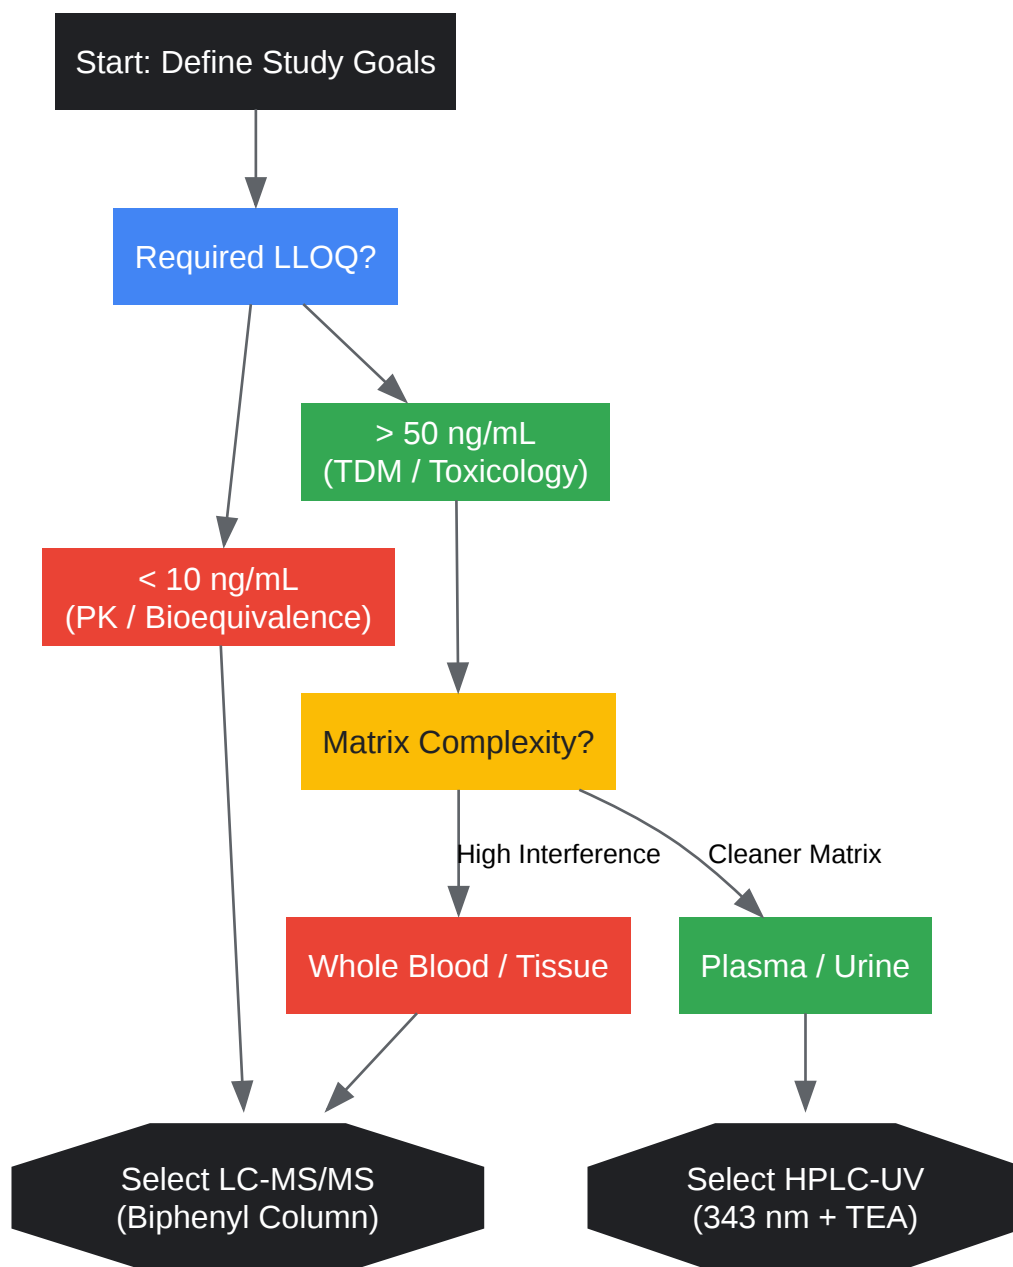 Start: Define Study Goals
Required LLOQ?
> 50 ng/mL
(TDM / Toxicology)
< 10 ng/mL
(PK / Bioequivalence)
Matrix Complexity?
High Interference
Cleaner Matrix
Whole Blood / Tissue
Plasma / Urine
Select LC-MS/MS
(Biphenyl Column)
Select HPLC-UV
(343 nm + TEA)